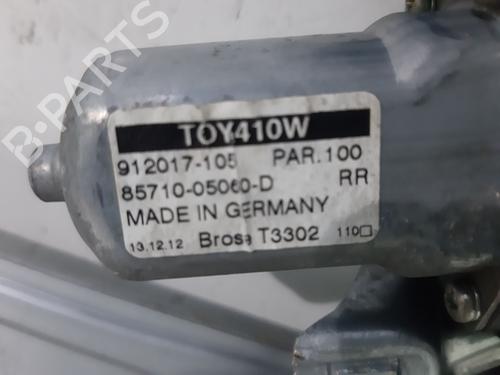 B-PARTS
TOY410W
912017-105 PAR.100
85710-05060-D RR
MADE IN GERMANY
13.12.12 Brose T3302 110